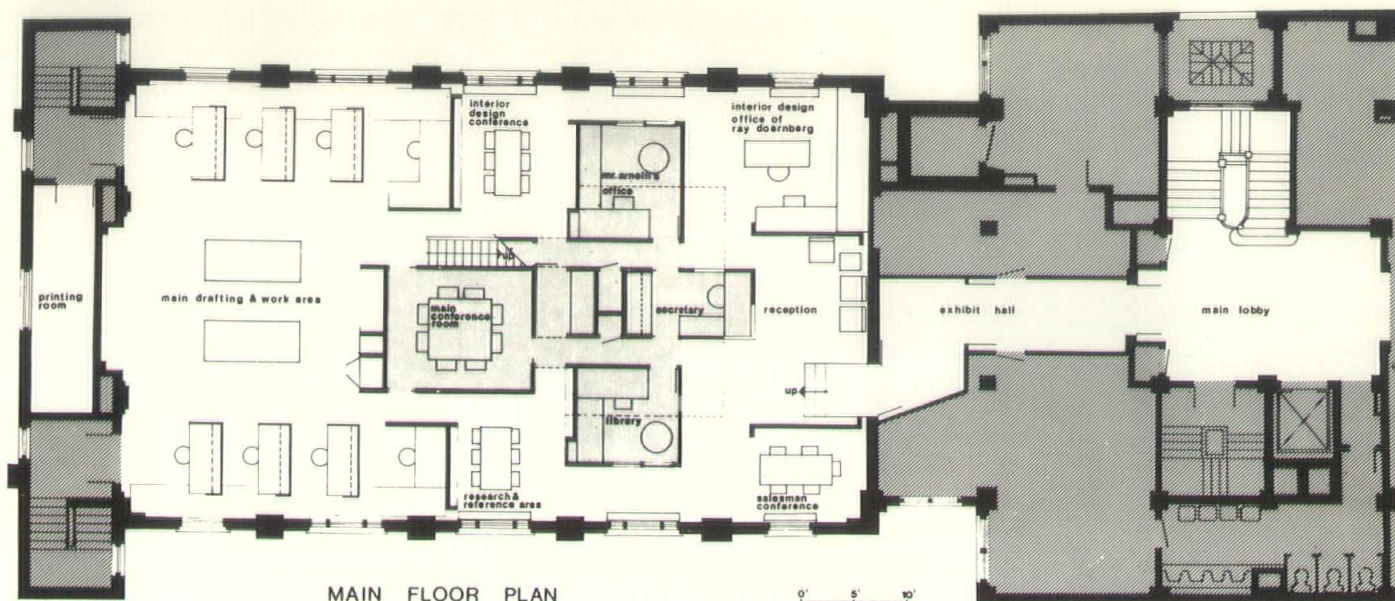 interior design
conference
interior design
office of
ray doernberg
mr. arnelli's
office
up
printing
room
main drafting & work area
main
conference
room
secretary
reception
exhibit hall
main lobby
up
library
research &
reference area
salesman
conference
MAIN FLOOR PLAN
0' 5' 10'